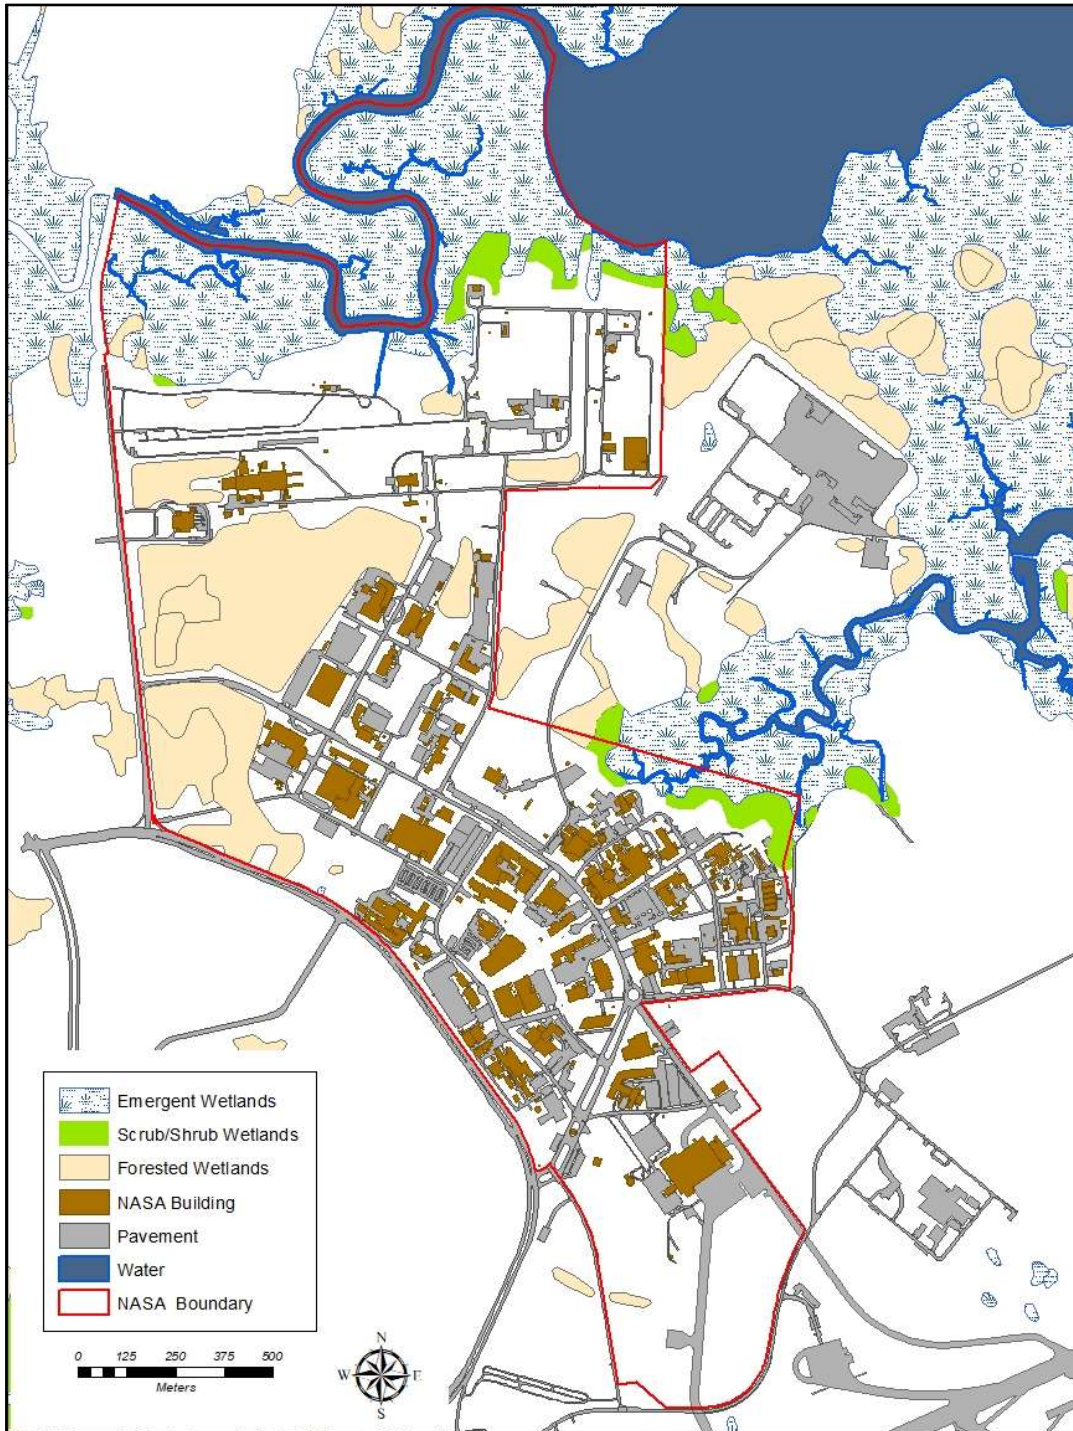 Emergent Wetlands
Scrub/Shrub Wetlands
Forested Wetlands
NASA Building
Pavement
Water
NASA Boundary
0 125 250 375 500
Meters
N
W E
S